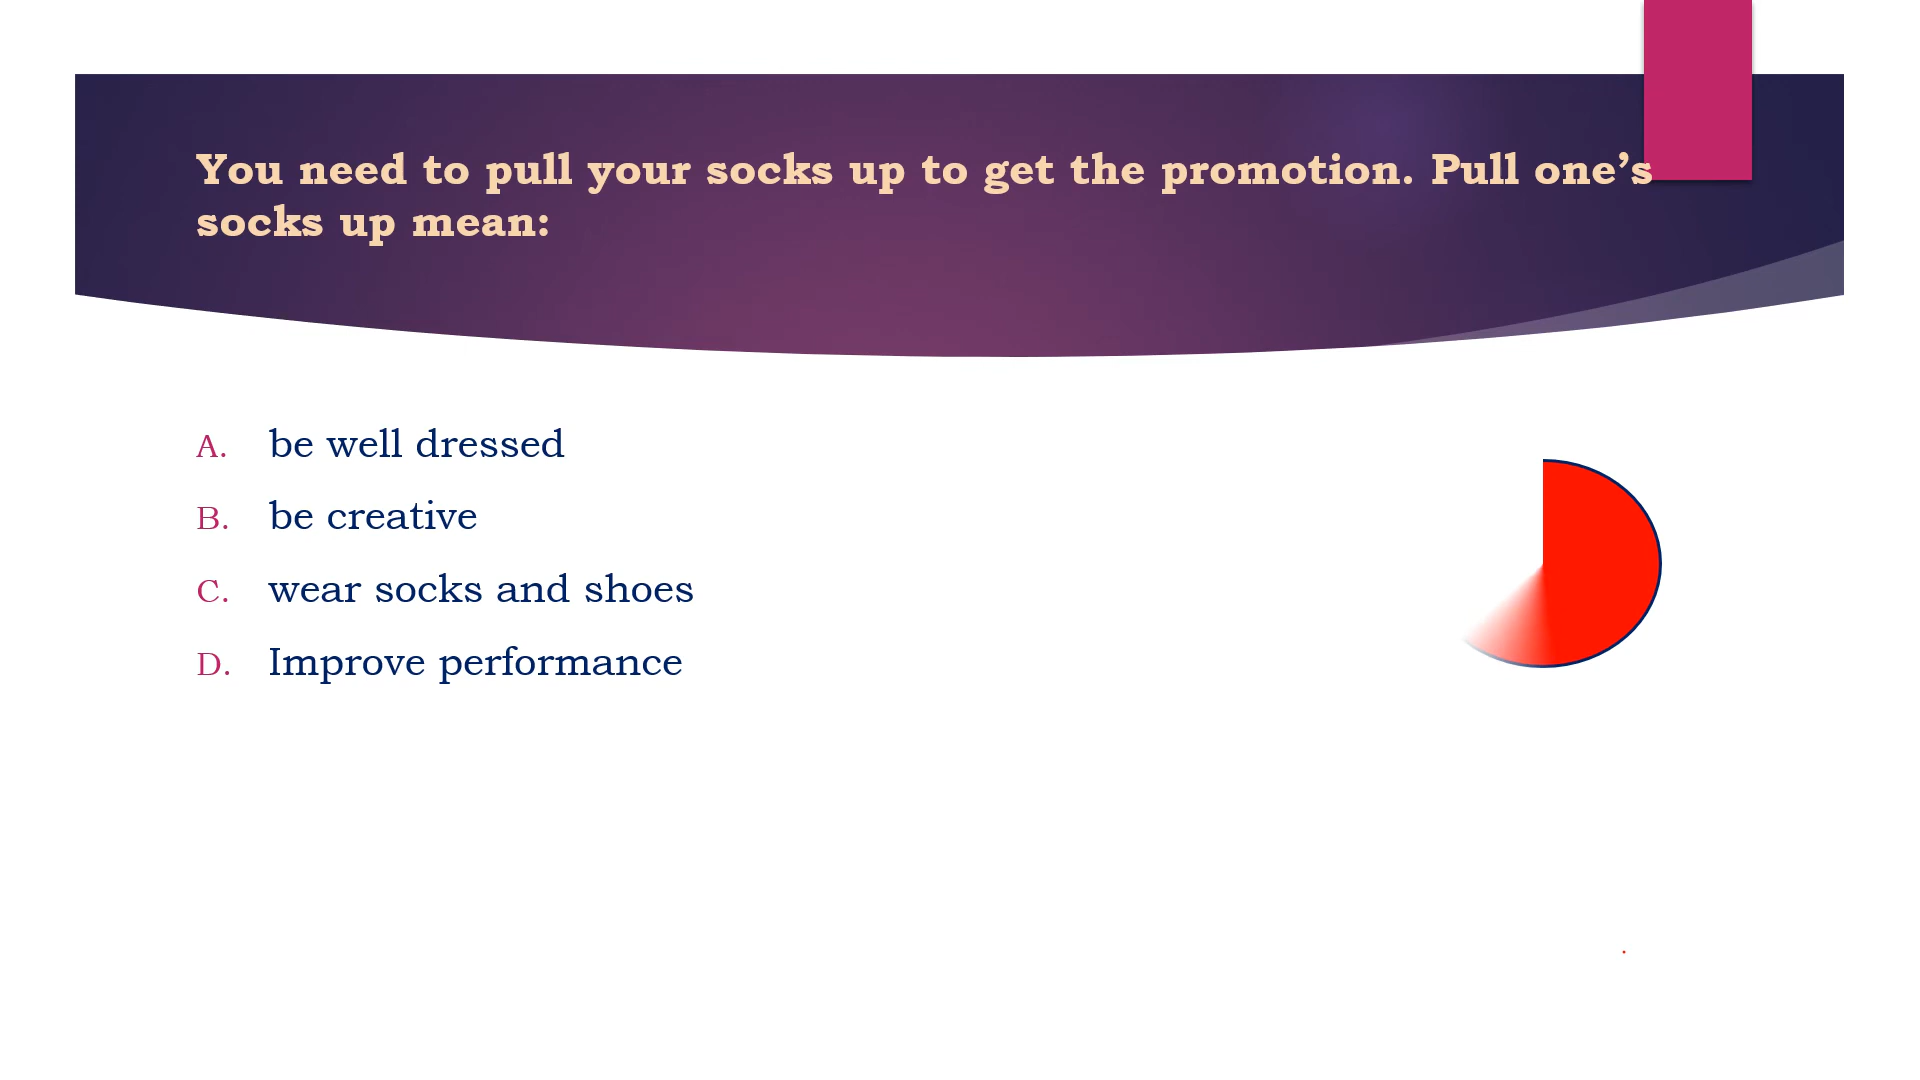 You need to pull your socks up to get the promotion. Pull one’s
socks up mean:
A. be well dressed
B. be creative
C. wear socks and shoes
D. Improve performance